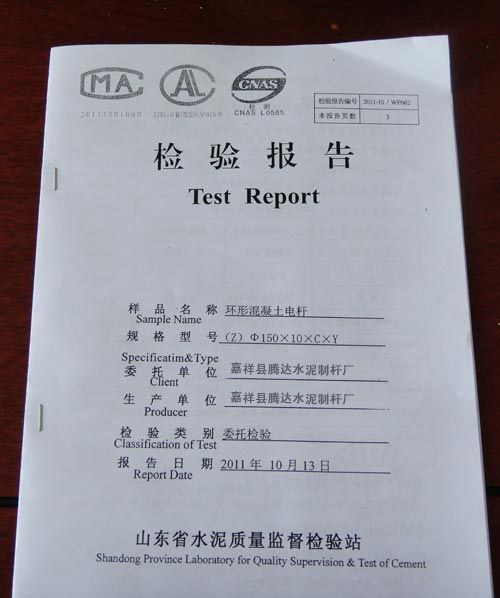 CMA
AL
CNAS
2011150180P
检测
CNAS L0585
检验报告编号 2011-10 / WP662
本报告页数 3
检验报告
Test Report
样品名称 环形混凝土电杆
Sample Name
规格型号 (Z) Φ150×10×C×Y
Specificatim&Type
委托单位 嘉祥县腾达水泥制杆厂
Client
生产单位 嘉祥县腾达水泥制杆厂
Producer
检验类别 委托检验
Classification of Test
报告日期 2011 年 10 月 13 日
Report Date
山东省水泥质量监督检验站
Shandong Province Laboratory for Quality Supervision & Test of Cement